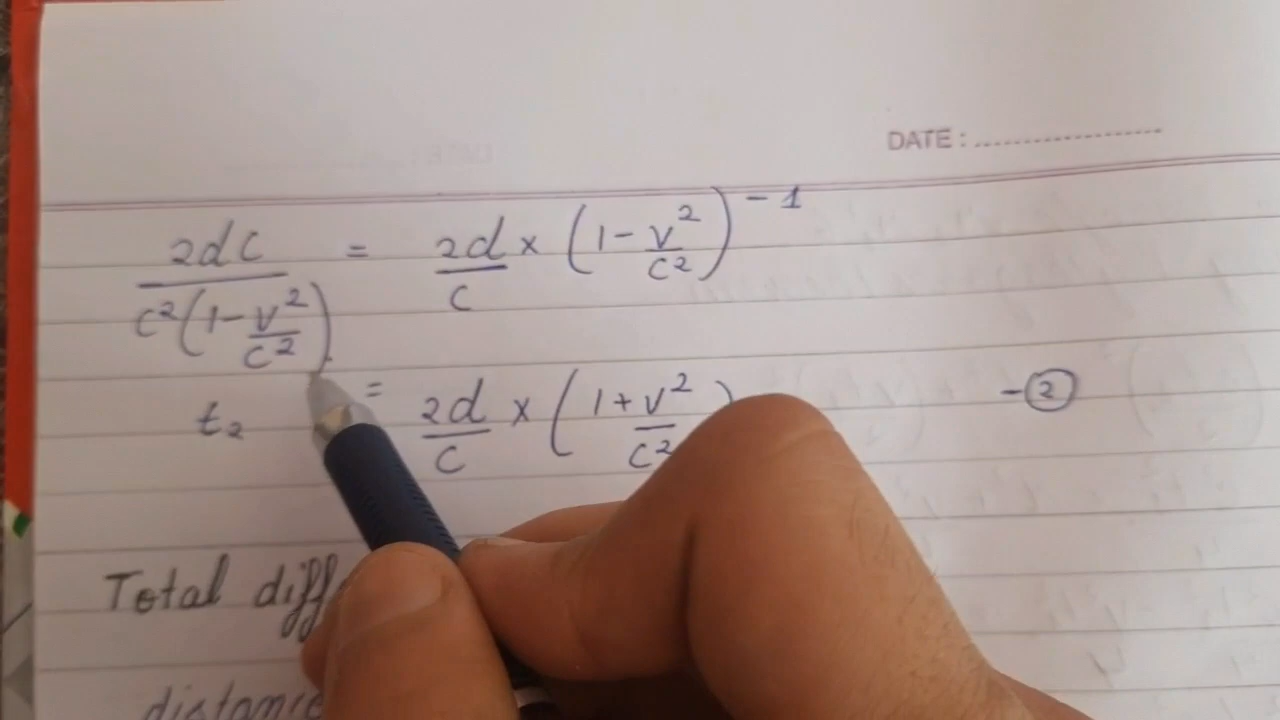 DATE : ....................
2dc / c²(1 - v²/c²) = 2d/c × (1 - v²/c²)⁻¹
t₂ = 2d/c × (1 + v²/c²) - ②
Total